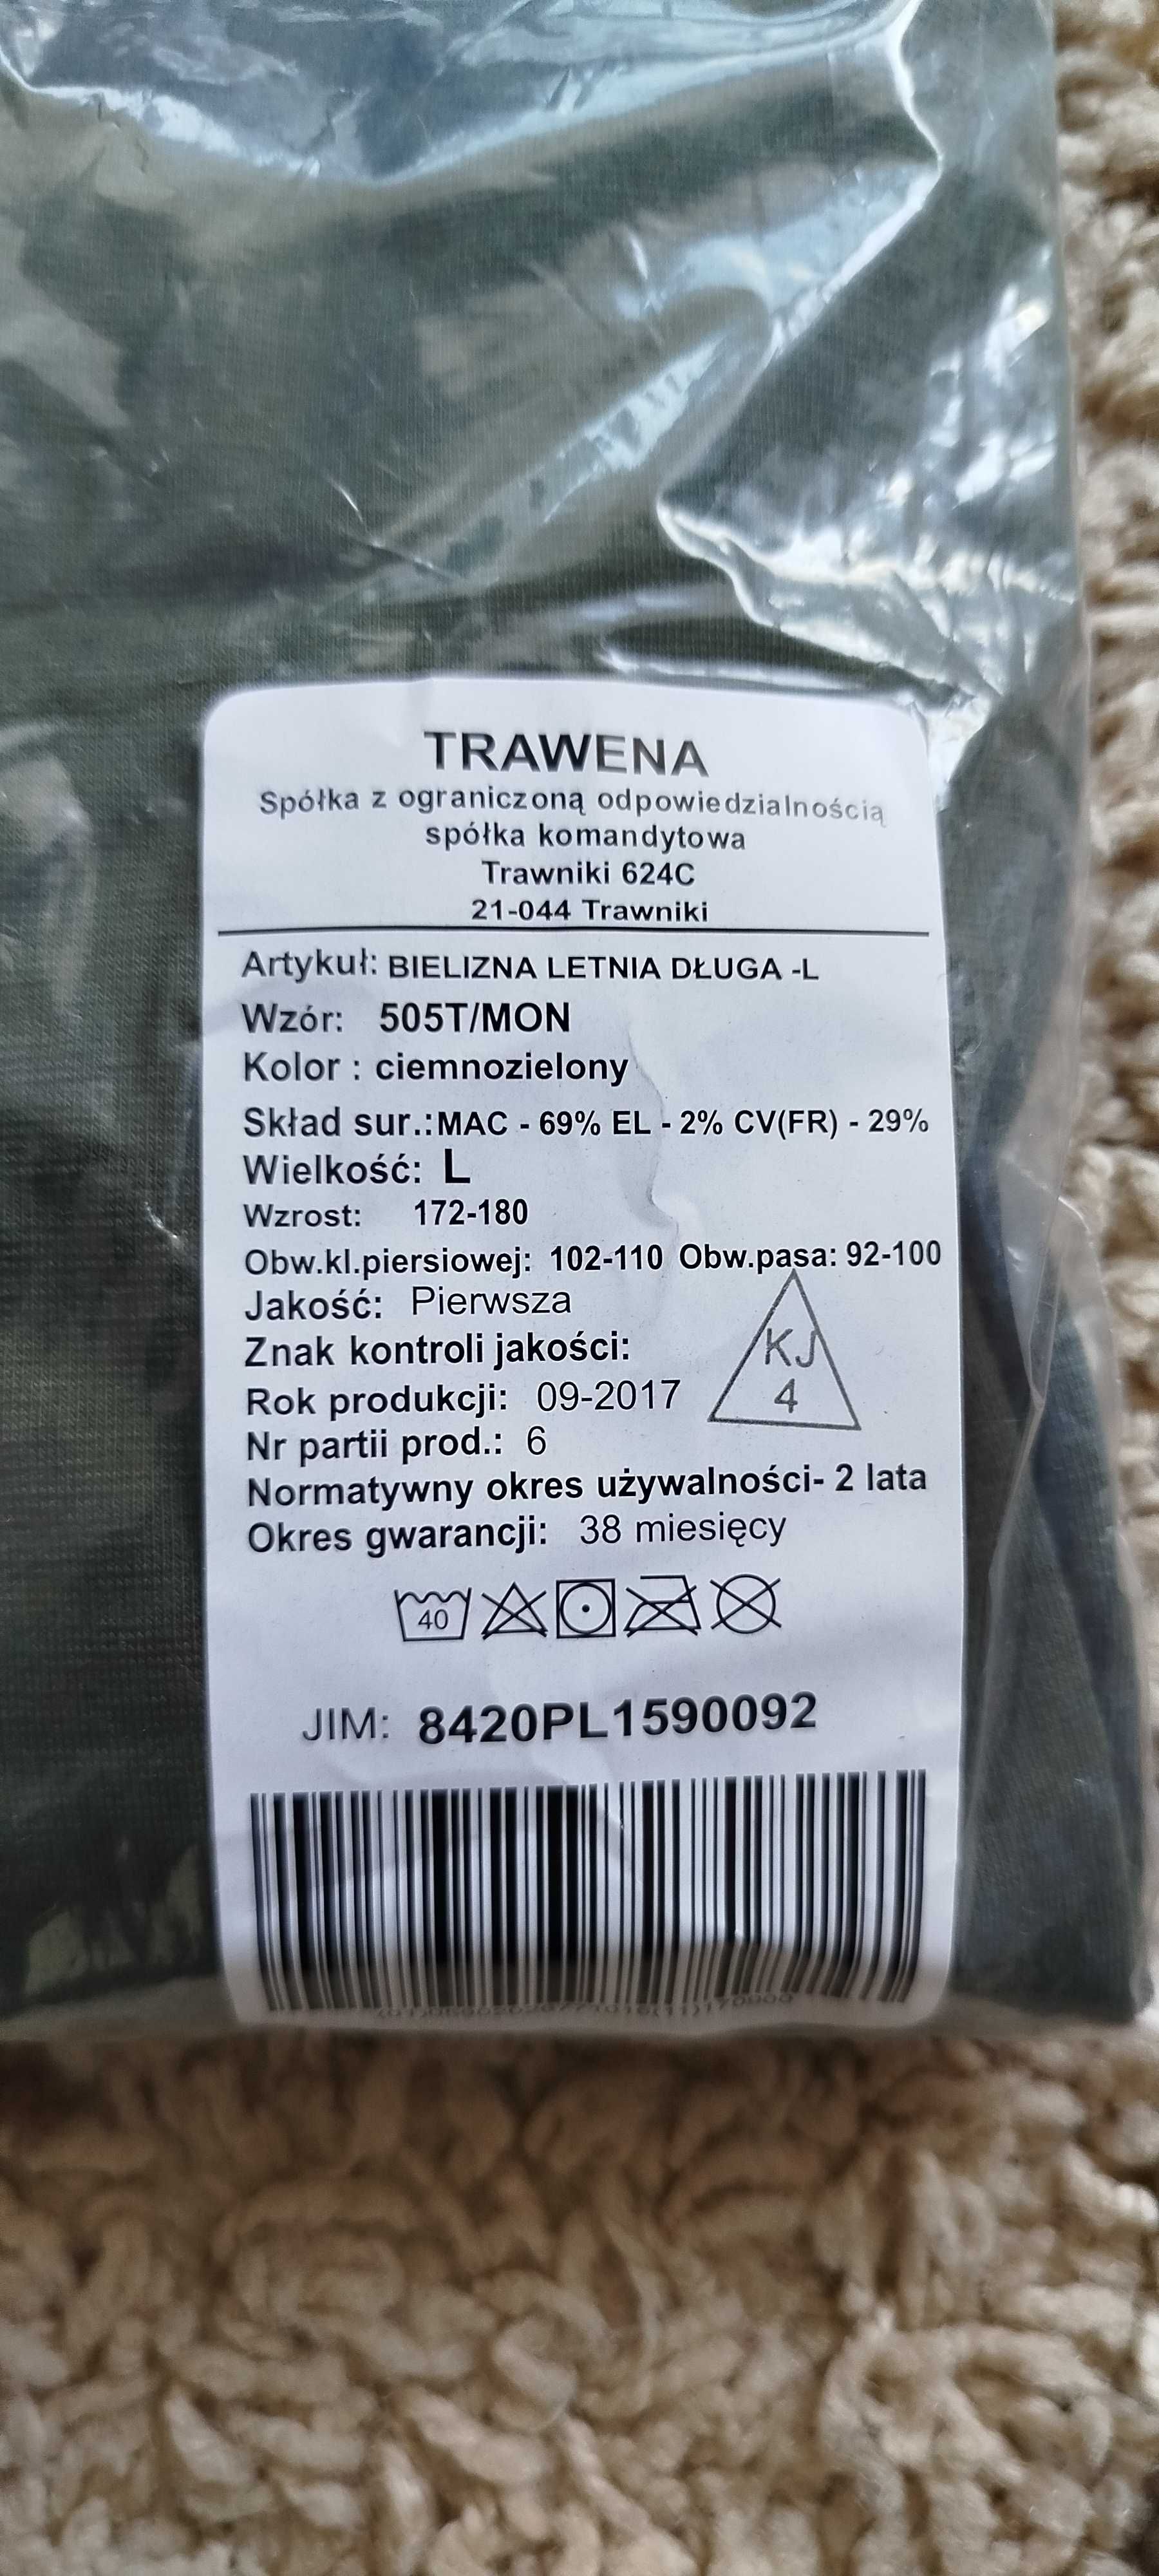 TRAWENA
Spółka z ograniczoną odpowiedzialnością
spółka komandytowa
Trawniki 624C
21-044 Trawniki
Artykuł: BIELIZNA LETNIA DŁUGA -L
Wzór: 505T/MON
Kolor : ciemnozielony
Skład sur.:MAC - 69% EL - 2% CV(FR) - 29%
Wielkość: L
Wzrost: 172-180
Obw.kl.piersiowej: 102-110 Obw.pasa: 92-100
Jakość: Pierwsza
Znak kontroli jakości:
KJ
4
Rok produkcji: 09-2017
Nr partii prod.: 6
Normatywny okres używalności- 2 lata
Okres gwarancji: 38 miesięcy
40
JIM: 8420PL1590092